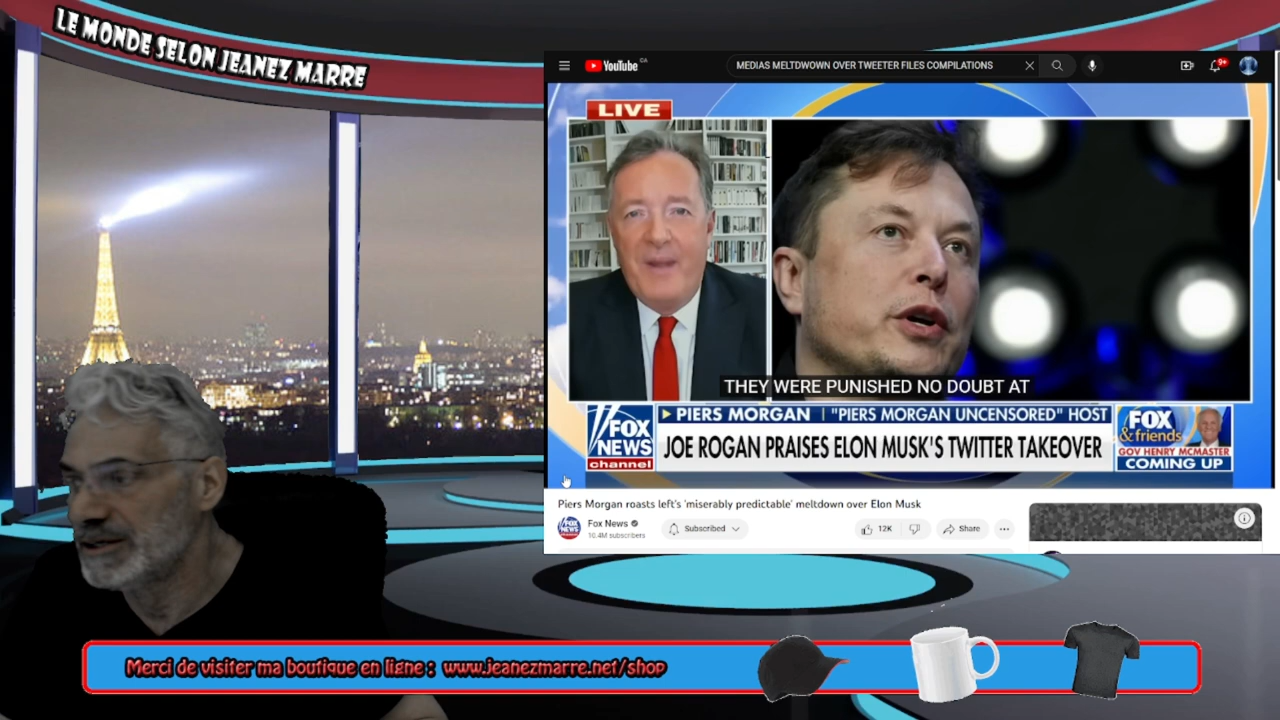 LE MONDE SELON JEANEZ MARRE
YouTube CA
MEDIAS MELTDWOWN OVER TWEETER FILES COMPILATIONS
9+
LIVE
THEY WERE PUNISHED NO DOUBT AT
FOX NEWS channel
PIERS MORGAN | "PIERS MORGAN UNCENSORED" HOST
JOE ROGAN PRAISES ELON MUSK'S TWITTER TAKEOVER
FOX & friends
GOV HENRY MCMASTER
COMING UP
Piers Morgan roasts left's 'miserably predictable' meltdown over Elon Musk
Fox News
10.4M subscribers
Subscribed
12K
Share
Merci de visiter ma boutique en ligne : www.jeanezmarre.net/shop